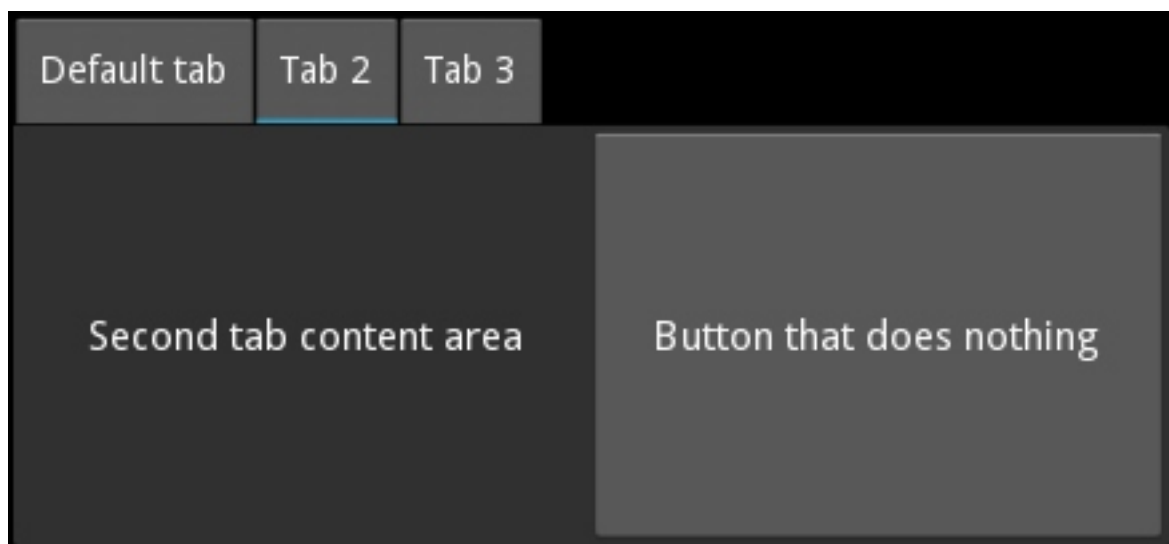 Default tab Tab 2 Tab 3
Second tab content area Button that does nothing